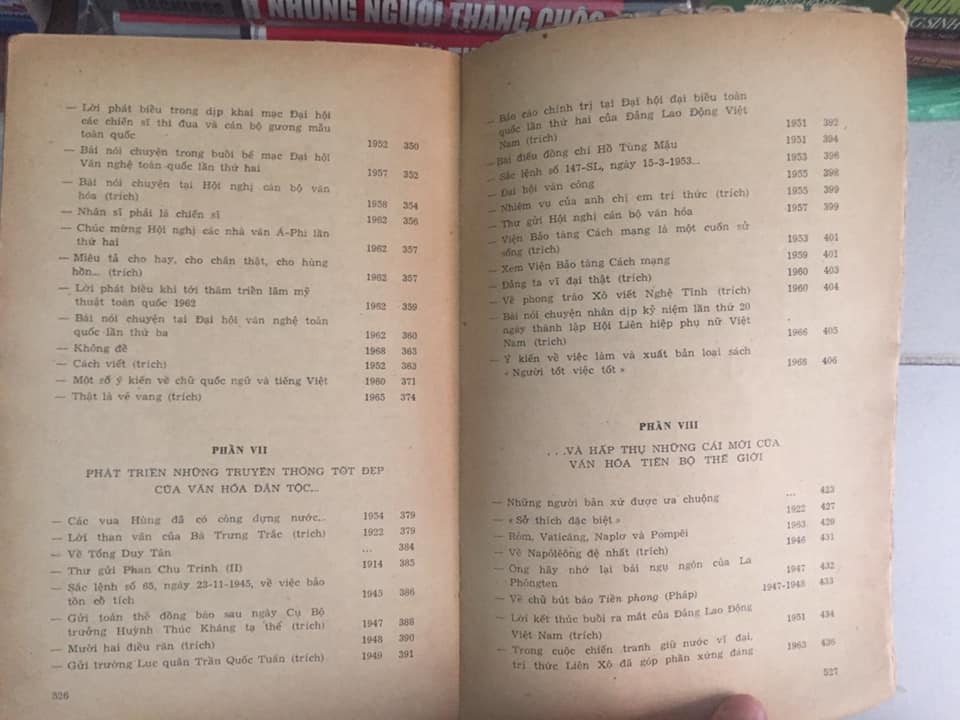 NHỮNG NGƯỜI THẮNG CUỘC
— Lời phát biểu trong dịp khai mạc Đại hội
các chiến sĩ thi đua và cán bộ gương mẫu
toàn quốc 1952 350
— Bài nói chuyện trong buổi bế mạc Đại hội
Văn nghệ toàn quốc lần thứ hai 1957 352
— Bài nói chuyện tại Hội nghị cán bộ văn
hóa (trích) 1958 354
— Nhân sĩ phải là chiến sĩ 1962 356
— Chúc mừng Hội nghị các nhà văn Á-Phi lần
thứ hai 1962 357
— Miêu tả cho hay, cho chân thật, cho hùng
hồn... (trích) 1962 357
— Lời phát biểu khi tới thăm triển lãm mỹ
thuật toàn quốc 1962 1962 359
— Bài nói chuyện tại Đại hội văn nghệ toàn
quốc lần thứ ba 1962 360
— Không đề 1968 363
— Cách viết (trích) 1952 363
— Một số ý kiến về chữ quốc ngữ và tiếng Việt 1960 371
— Thật là vẻ vang (trích) 1965 374
PHẦN VII
PHÁT TRIỂN NHỮNG TRUYỀN THỐNG TỐT ĐẸP
CỦA VĂN HÓA DÂN TỘC...
— Các vua Hùng đã có công dựng nước... 1954 379
— Lời than vãn của Bà Trưng Trắc (trích) 1922 379
— Về Tống Duy Tân ... 384
— Thư gửi Phan Chu Trinh (II) 1914 385
— Sắc lệnh số 65, ngày 23-11-1945, về việc bảo
tồn cổ tích 1945 386
— Gửi toàn thể đồng bào sau ngày Cụ Bộ
trưởng Huỳnh Thúc Kháng tạ thế (trích) 1947 388
— Mười hai điều răn (trích) 1948 390
— Gửi trường Lục quân Trần Quốc Tuấn (trích) 1949 391
526
— Báo cáo chính trị tại Đại hội đại biểu toàn
quốc lần thứ hai của Đảng Lao Động Việt
Nam (trích) 1951 392
— Bài điếu đồng chí Hồ Tùng Mậu 1951 394
— Sắc lệnh số 147-SL, ngày 15-3-1953... 1953 396
— Đại hội văn công 1955 398
— Nhiệm vụ của anh chị em trí thức (trích) 1955 399
— Thư gửi Hội nghị cán bộ văn hóa 1957 399
— Viện Bảo tàng Cách mạng là một cuốn sử
sống (trích) 1953 401
— Xem Viện Bảo tàng Cách mạng 1959 401
— Đảng ta vĩ đại thật (trích) 1960 403
— Về phong trào Xô viết Nghệ Tĩnh (trích) 1960 404
— Bài nói chuyện nhân dịp kỷ niệm lần thứ 20
ngày thành lập Hội Liên hiệp phụ nữ Việt
Nam (trích) 1966 405
— Ý kiến về việc làm và xuất bản loại sách
« Người tốt việc tốt » 1968 406
PHẦN VIII
...VÀ HẤP THỤ NHỮNG CÁI MỚI CỦA
VĂN HÓA TIẾN BỘ THẾ GIỚI
— Những người bản xứ được ưa chuộng ... 423
— « Sở thích đặc biệt » 1922 427
— Rôm, Vaticăng, Naplơ và Pompêi 1963 429
— Về Napôlêông đệ nhất (trích) 1946 431
— Ông hãy nhớ lại bài ngụ ngôn của La
Phôngten 1947 432
— Về chủ bút báo Tiền phong (Pháp) 1947-1948 433
— Lời kết thúc buổi ra mắt của Đảng Lao Động
Việt Nam (trích) 1951 434
— Trong cuộc chiến tranh giữ nước vĩ đại,
trí thức Liên Xô đã góp phần xứng đáng 1963 436
527